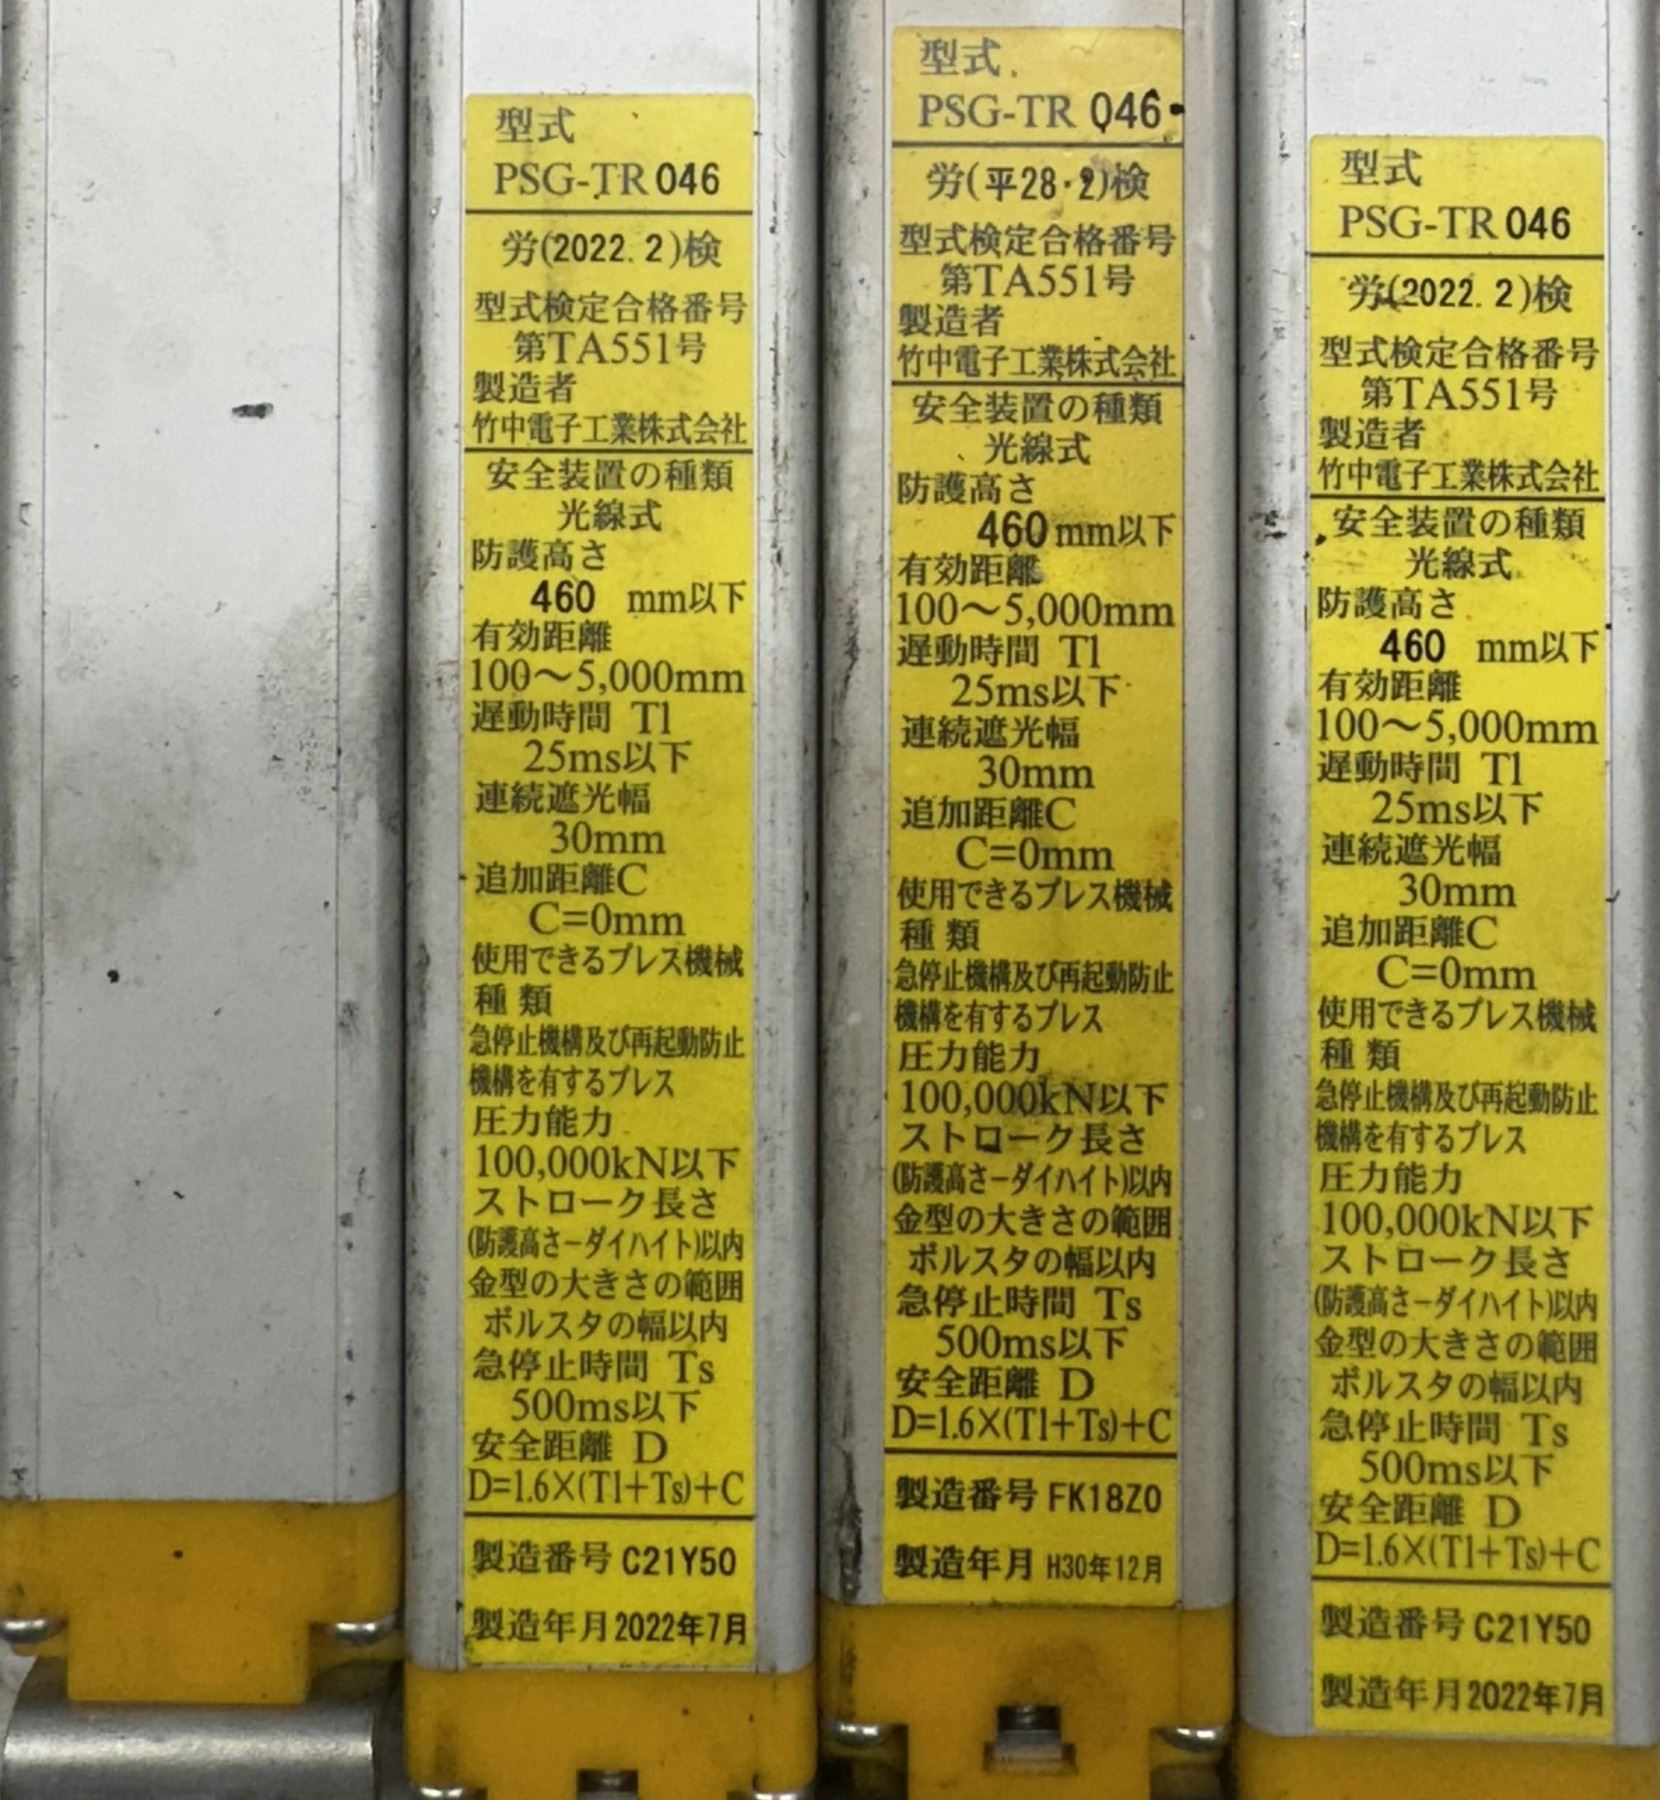 型式
PSG-TR 046
労(2022.2)検
型式検定合格番号
第TA551号
製造者
竹中電子工業株式会社
安全装置の種類
光線式
防護高さ
460 mm以下
有効距離
100〜5,000mm
遅動時間 Tl
25ms以下
連続遮光幅
30mm
追加距離C
C=0mm
使用できるプレス機械
種類
急停止機構及び再起動防止
機構を有するプレス
圧力能力
100,000kN以下
ストローク長さ
(防護高さーダイハイト)以内
金型の大きさの範囲
ボルスタの幅以内
急停止時間 Ts
500ms以下
安全距離 D
D=1.6×(Tl+Ts)+C
製造番号 C21Y50
製造年月 2022年7月
型式
PSG-TR 046
労(平28・2)検
型式検定合格番号
第TA551号
製造者
竹中電子工業株式会社
安全装置の種類
光線式
防護高さ
460mm以下
有効距離
100〜5,000mm
遅動時間 Tl
25ms以下
連続遮光幅
30mm
追加距離C
C=0mm
使用できるプレス機械
種類
急停止機構及び再起動防止
機構を有するプレス
圧力能力
100,000kN以下
ストローク長さ
(防護高さーダイハイト)以内
金型の大きさの範囲
ボルスタの幅以内
急停止時間 Ts
500ms以下
安全距離 D
D=1.6×(Tl+Ts)+C
製造番号 FK18Z0
製造年月 H30年12月
型式
PSG-TR 046
労(2022.2)検
型式検定合格番号
第TA551号
製造者
竹中電子工業株式会社
安全装置の種類
光線式
防護高さ
460 mm以下
有効距離
100〜5,000mm
遅動時間 Tl
25ms以下
連続遮光幅
30mm
追加距離C
C=0mm
使用できるプレス機械
種類
急停止機構及び再起動防止
機構を有するプレス
圧力能力
100,000kN以下
ストローク長さ
(防護高さーダイハイト)以内
金型の大きさの範囲
ボルスタの幅以内
急停止時間 Ts
500ms以下
安全距離 D
D=1.6×(Tl+Ts)+C
製造番号 C21Y50
製造年月 2022年7月